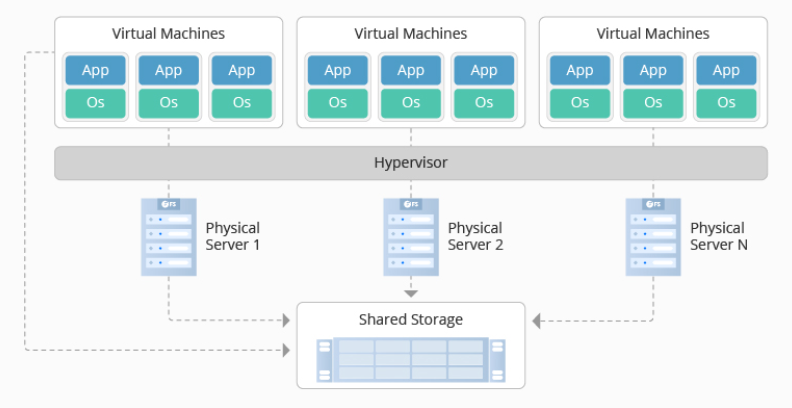 Virtual Machines
Virtual Machines
Virtual Machines
App App App
App App App
App App App
Os Os Os
Os Os Os
Os Os Os
Hypervisor
FS
FS
FS
Physical
Server 1
Physical
Server 2
Physical
Server N
Shared Storage